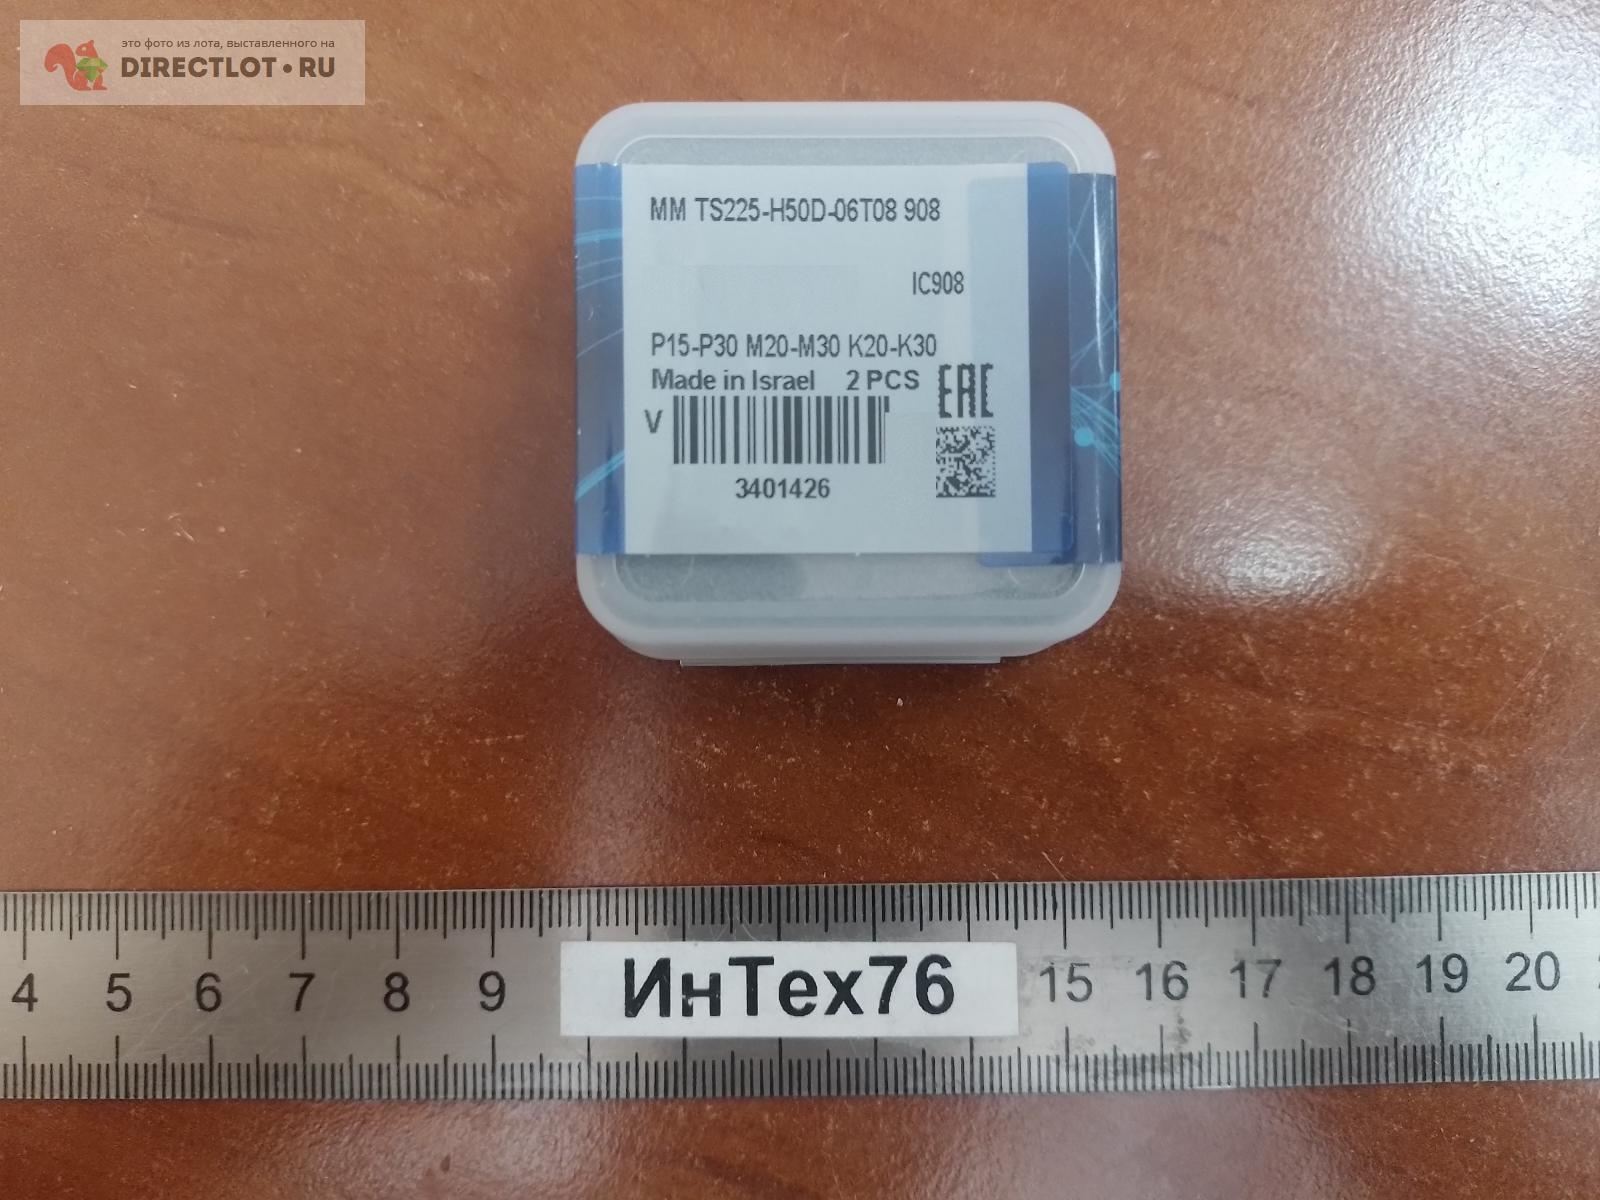 это фото из лота, выставленного на
DIRECTLOT•RU
MM TS225-H50D-06T08 908
IC908
P15-P30 M20-M30 K20-K30
Made in Israel 2 PCS
EAC
V
3401426
4 5 6 7 8 9 15 16 17 18 19 20
ИнТех76